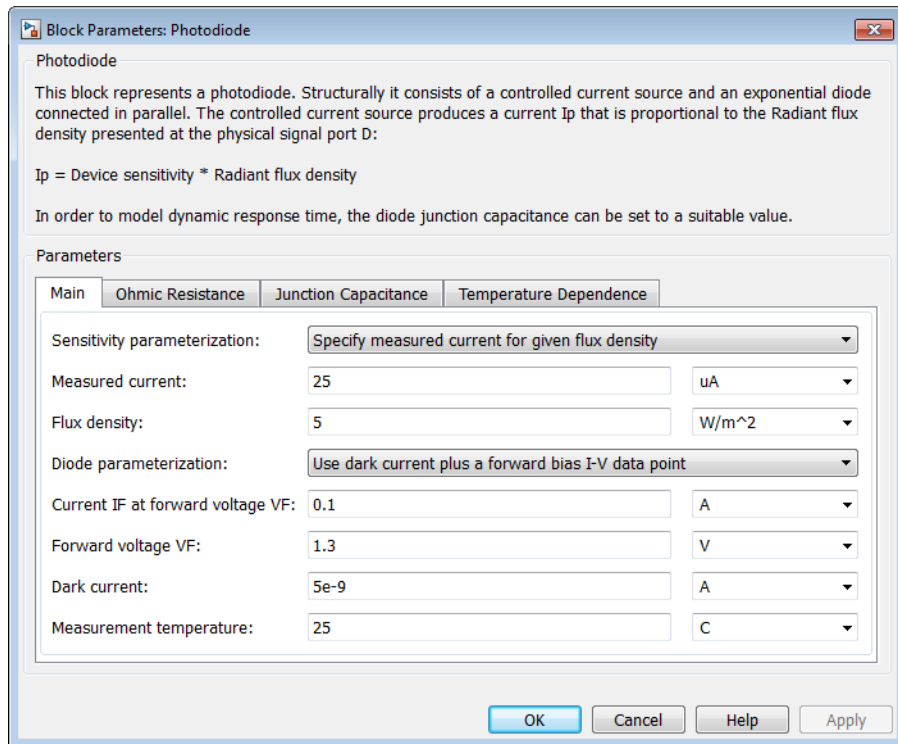 Block Parameters: Photodiode
Photodiode
This block represents a photodiode. Structurally it consists of a controlled current source and an exponential diode
connected in parallel. The controlled current source produces a current Ip that is proportional to the Radiant flux
density presented at the physical signal port D:
Ip = Device sensitivity * Radiant flux density
In order to model dynamic response time, the diode junction capacitance can be set to a suitable value.
Parameters
Main Ohmic Resistance Junction Capacitance Temperature Dependence
Sensitivity parameterization: Specify measured current for given flux density
Measured current: 25 uA
Flux density: 5 W/m^2
Diode parameterization: Use dark current plus a forward bias I-V data point
Current IF at forward voltage VF: 0.1 A
Forward voltage VF: 1.3 V
Dark current: 5e-9 A
Measurement temperature: 25 C
OK Cancel Help Apply